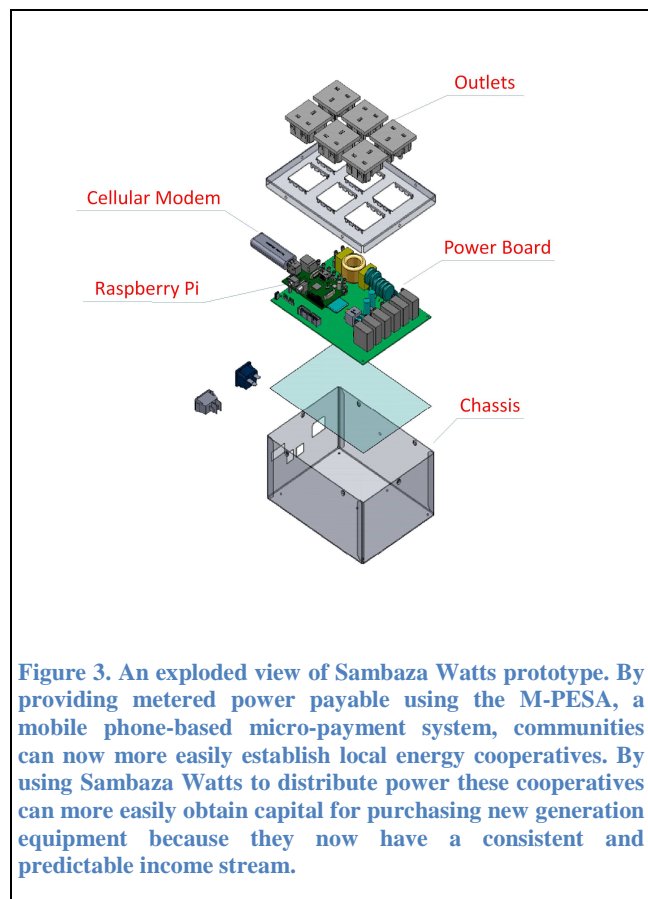 Outlets
Cellular Modem
Power Board
Raspberry Pi
Chassis
Figure 3. An exploded view of Sambaza Watts prototype. By
providing metered power payable using the M-PESA, a
mobile phone-based micro-payment system, communities
can now more easily establish local energy cooperatives. By
using Sambaza Watts to distribute power these cooperatives
can more easily obtain capital for purchasing new generation
equipment because they now have a consistent and
predictable income stream.